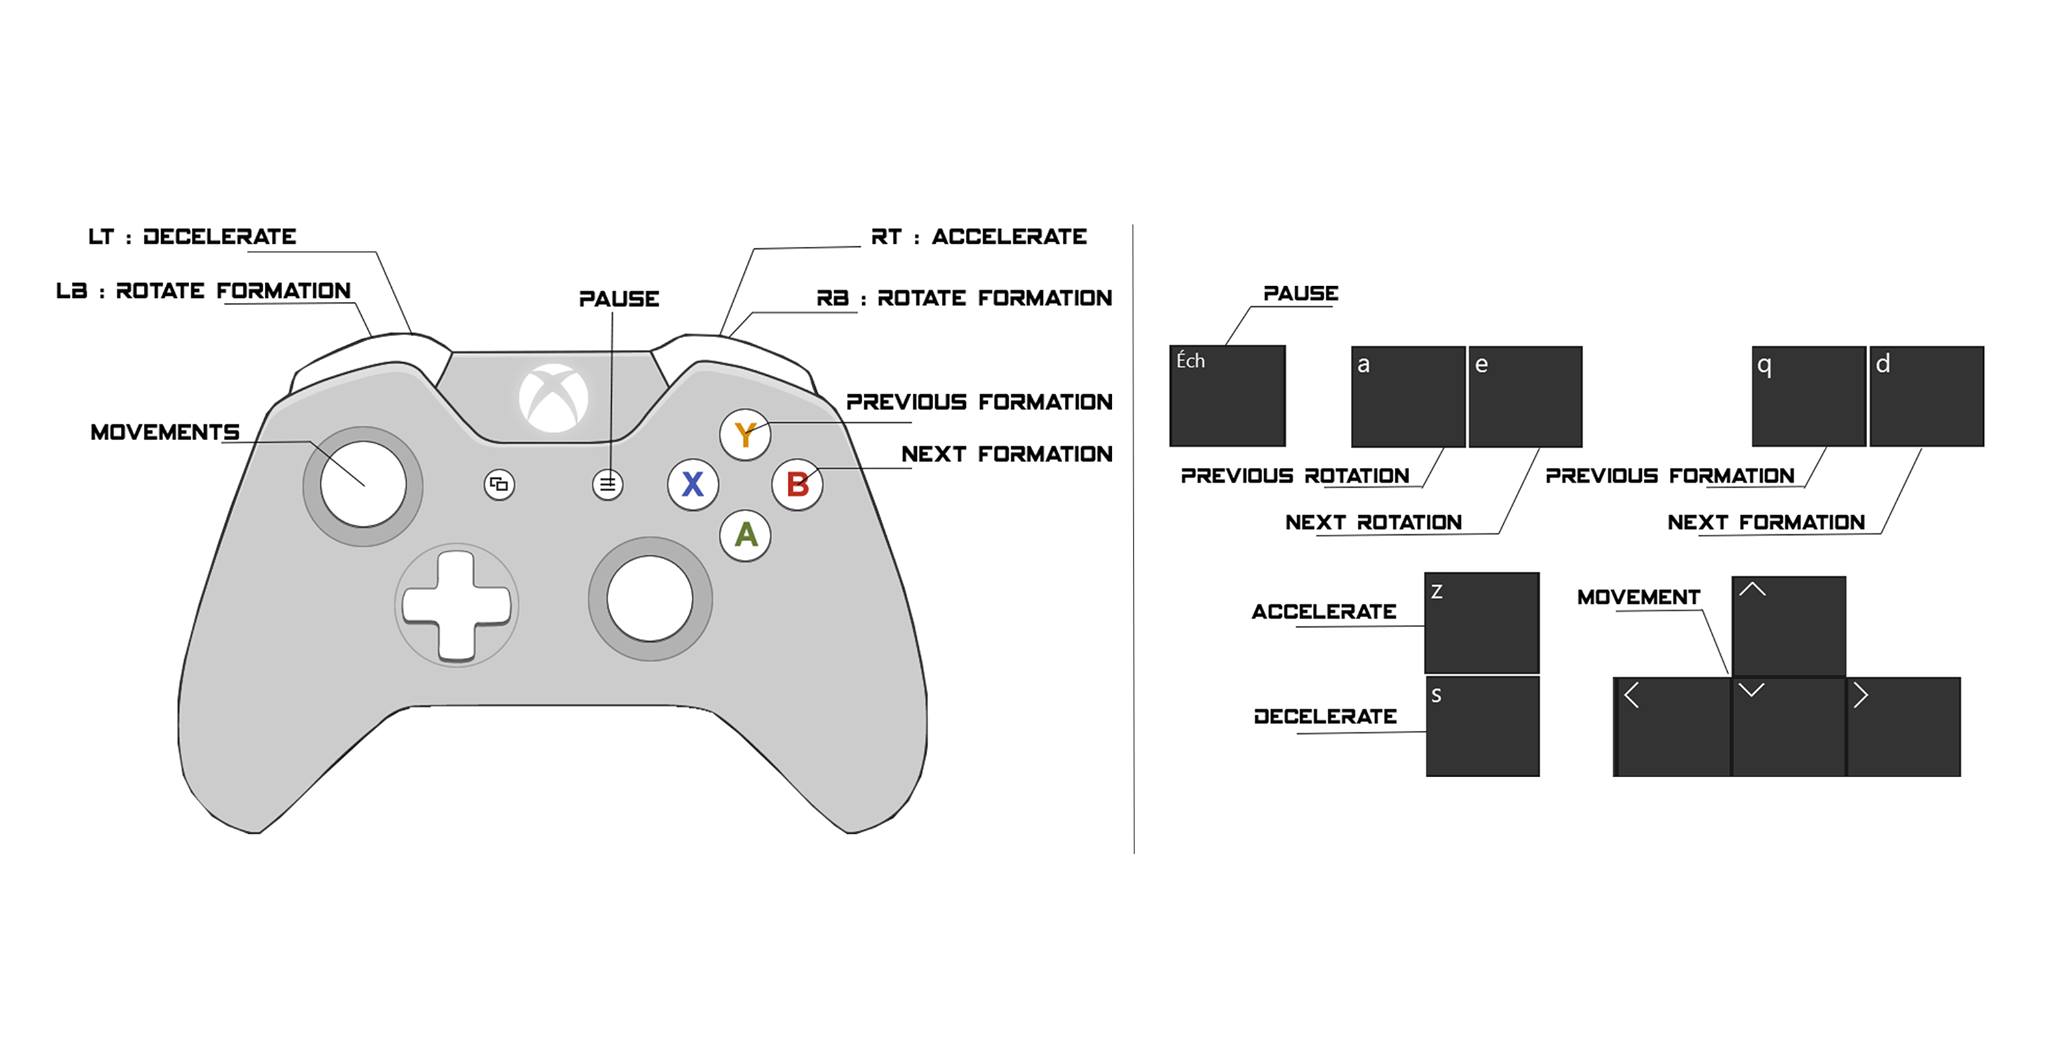 LT : DECELERATE
RT : ACCELERATE
LB : ROTATE FORMATION
PAUSE
RB : ROTATE FORMATION
PREVIOUS FORMATION
MOVEMENTS
NEXT FORMATION
Y
X
B
A
PAUSE
Éch
a
e
q
d
PREVIOUS ROTATION
PREVIOUS FORMATION
NEXT ROTATION
NEXT FORMATION
z
ACCELERATE
MOVEMENT
s
DECELERATE